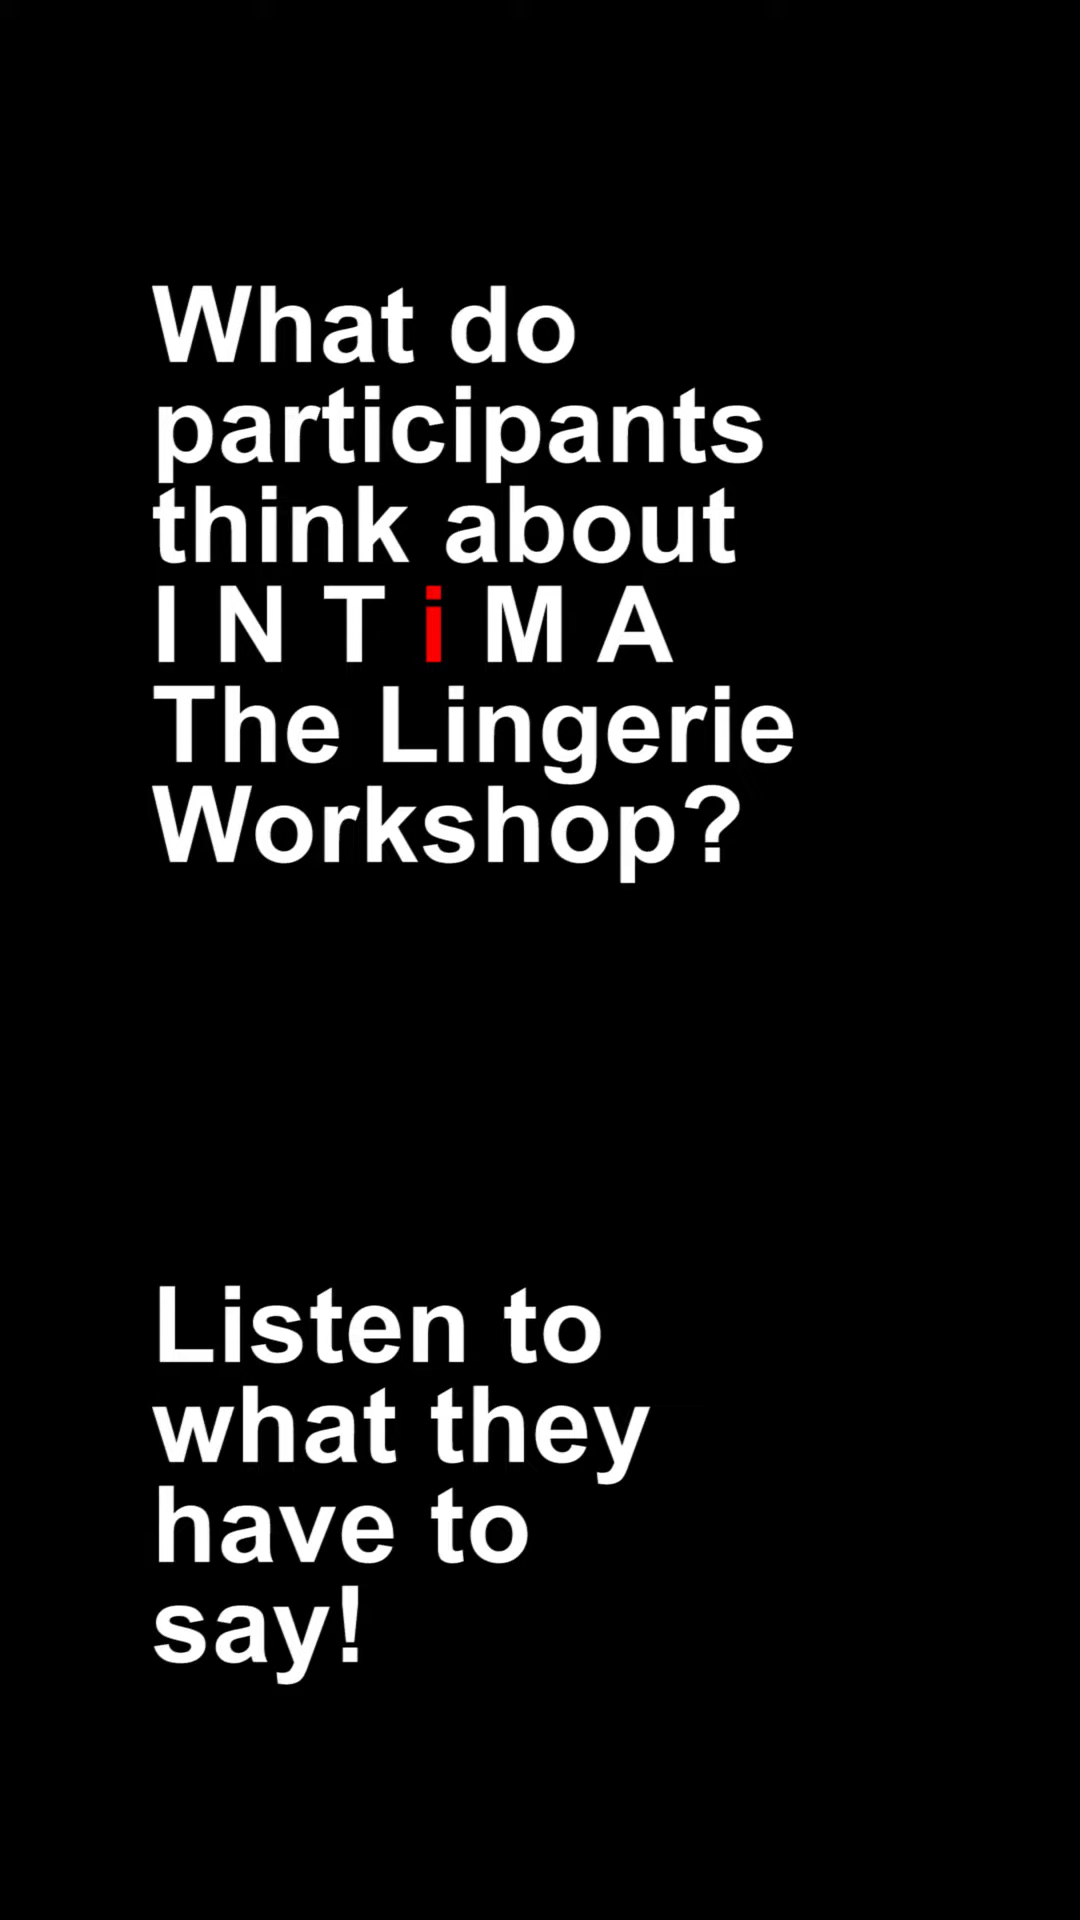 What do
participants
think about
I N T i M A
The Lingerie
Workshop?
Listen to
what they
have to
say!